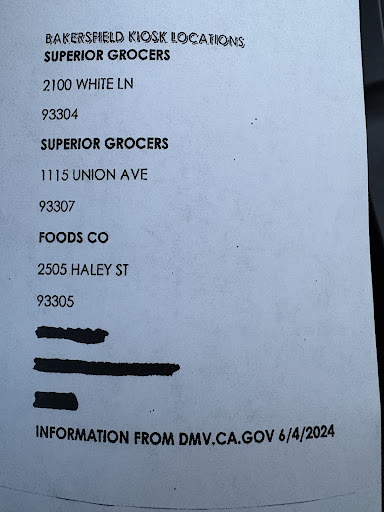 BAKERSFIELD KIOSK LOCATIONS
SUPERIOR GROCERS
2100 WHITE LN
93304
SUPERIOR GROCERS
1115 UNION AVE
93307
FOODS CO
2505 HALEY ST
93305
INFORMATION FROM DMV.CA.GOV 6/4/2024